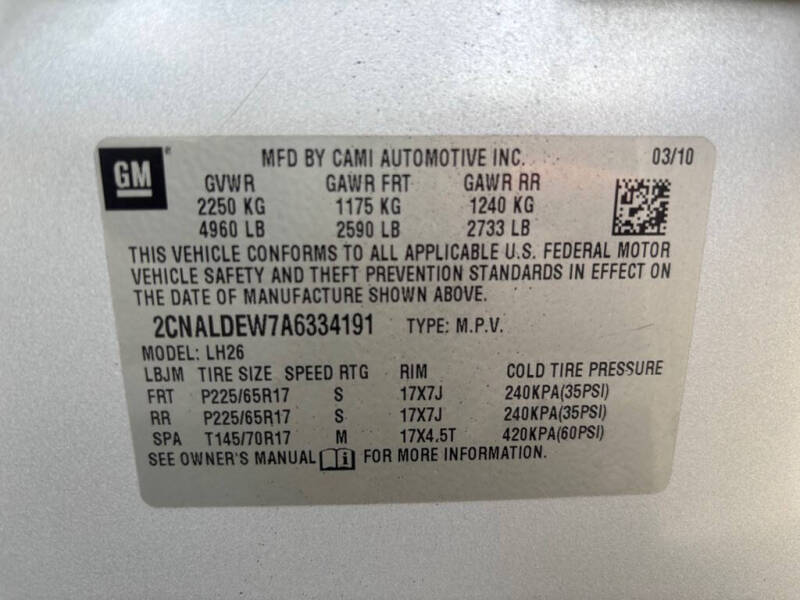 GM® MFD BY CAMI AUTOMOTIVE INC. 03/10
GVWR GAWR FRT GAWR RR
2250 KG 1175 KG 1240 KG
4960 LB 2590 LB 2733 LB
THIS VEHICLE CONFORMS TO ALL APPLICABLE U.S. FEDERAL MOTOR
VEHICLE SAFETY AND THEFT PREVENTION STANDARDS IN EFFECT ON
THE DATE OF MANUFACTURE SHOWN ABOVE.
2CNALDEW7A6334191 TYPE: M.P.V.
MODEL: LH26
LBJM TIRE SIZE SPEED RTG RIM COLD TIRE PRESSURE
FRT P225/65R17 S 17X7J 240KPA(35PSI)
RR P225/65R17 S 17X7J 240KPA(35PSI)
SPA T145/70R17 M 17X4.5T 420KPA(60PSI)
SEE OWNER'S MANUAL i FOR MORE INFORMATION.